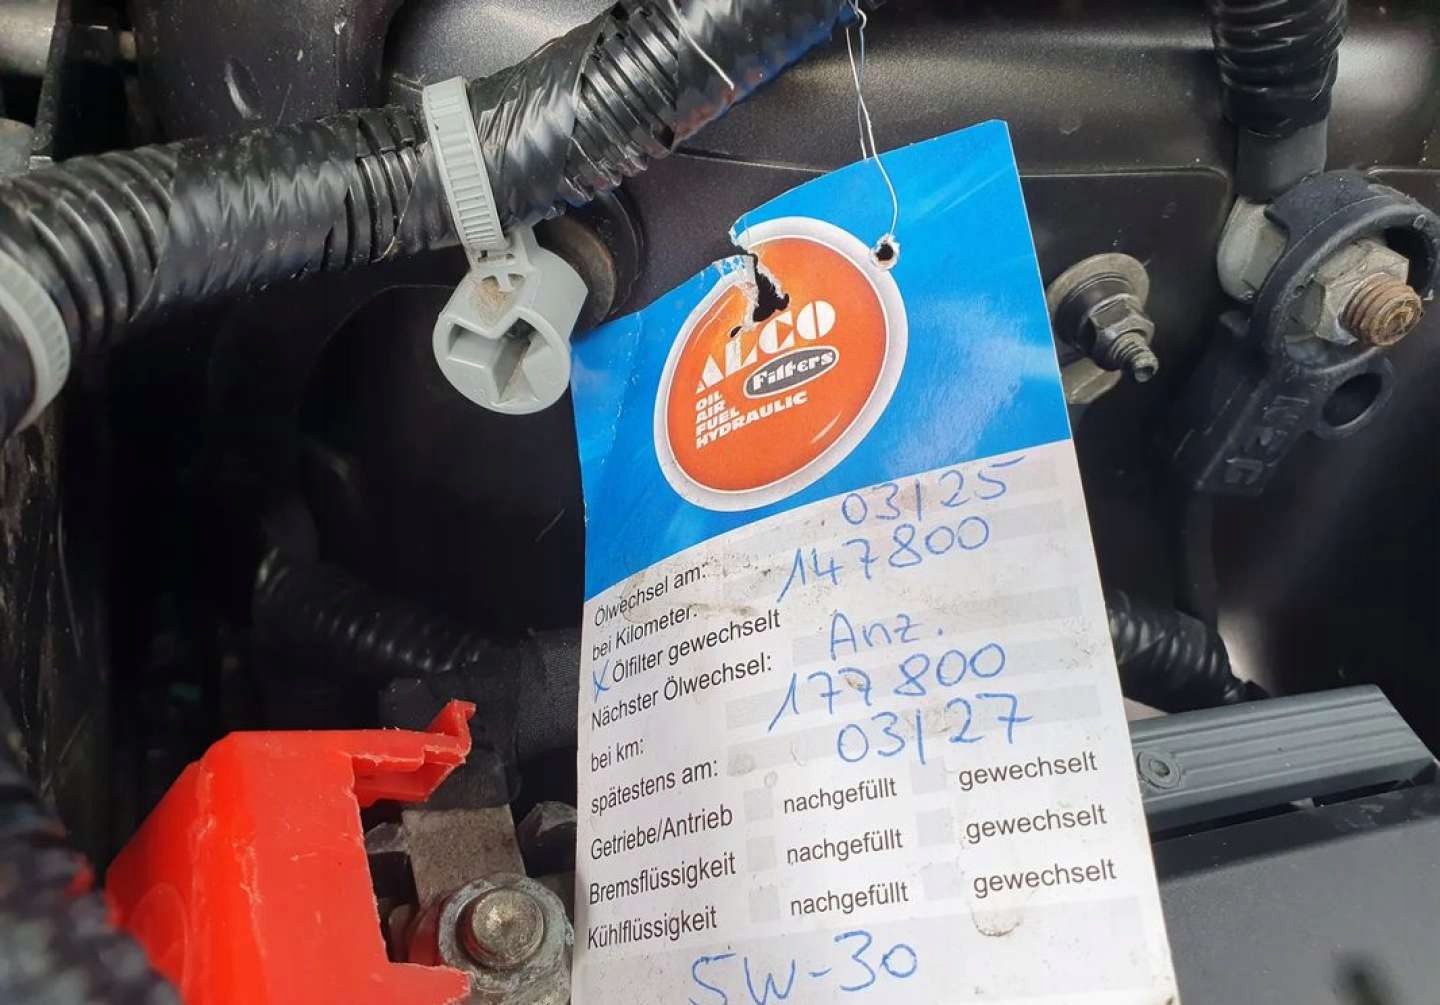 ALCO
Filters
OIL
AIR
FUEL
HYDRAULIC
Ölwechsel am: 03/25
bei Kilometer: 147800
X Ölfilter gewechselt
Nächster Ölwechsel: Anz.
bei km: 177800
spätestens am: 03/27
Getriebe/Antrieb nachgefüllt gewechselt
Bremsflüssigkeit nachgefüllt gewechselt
Kühlflüssigkeit nachgefüllt gewechselt
5W-30